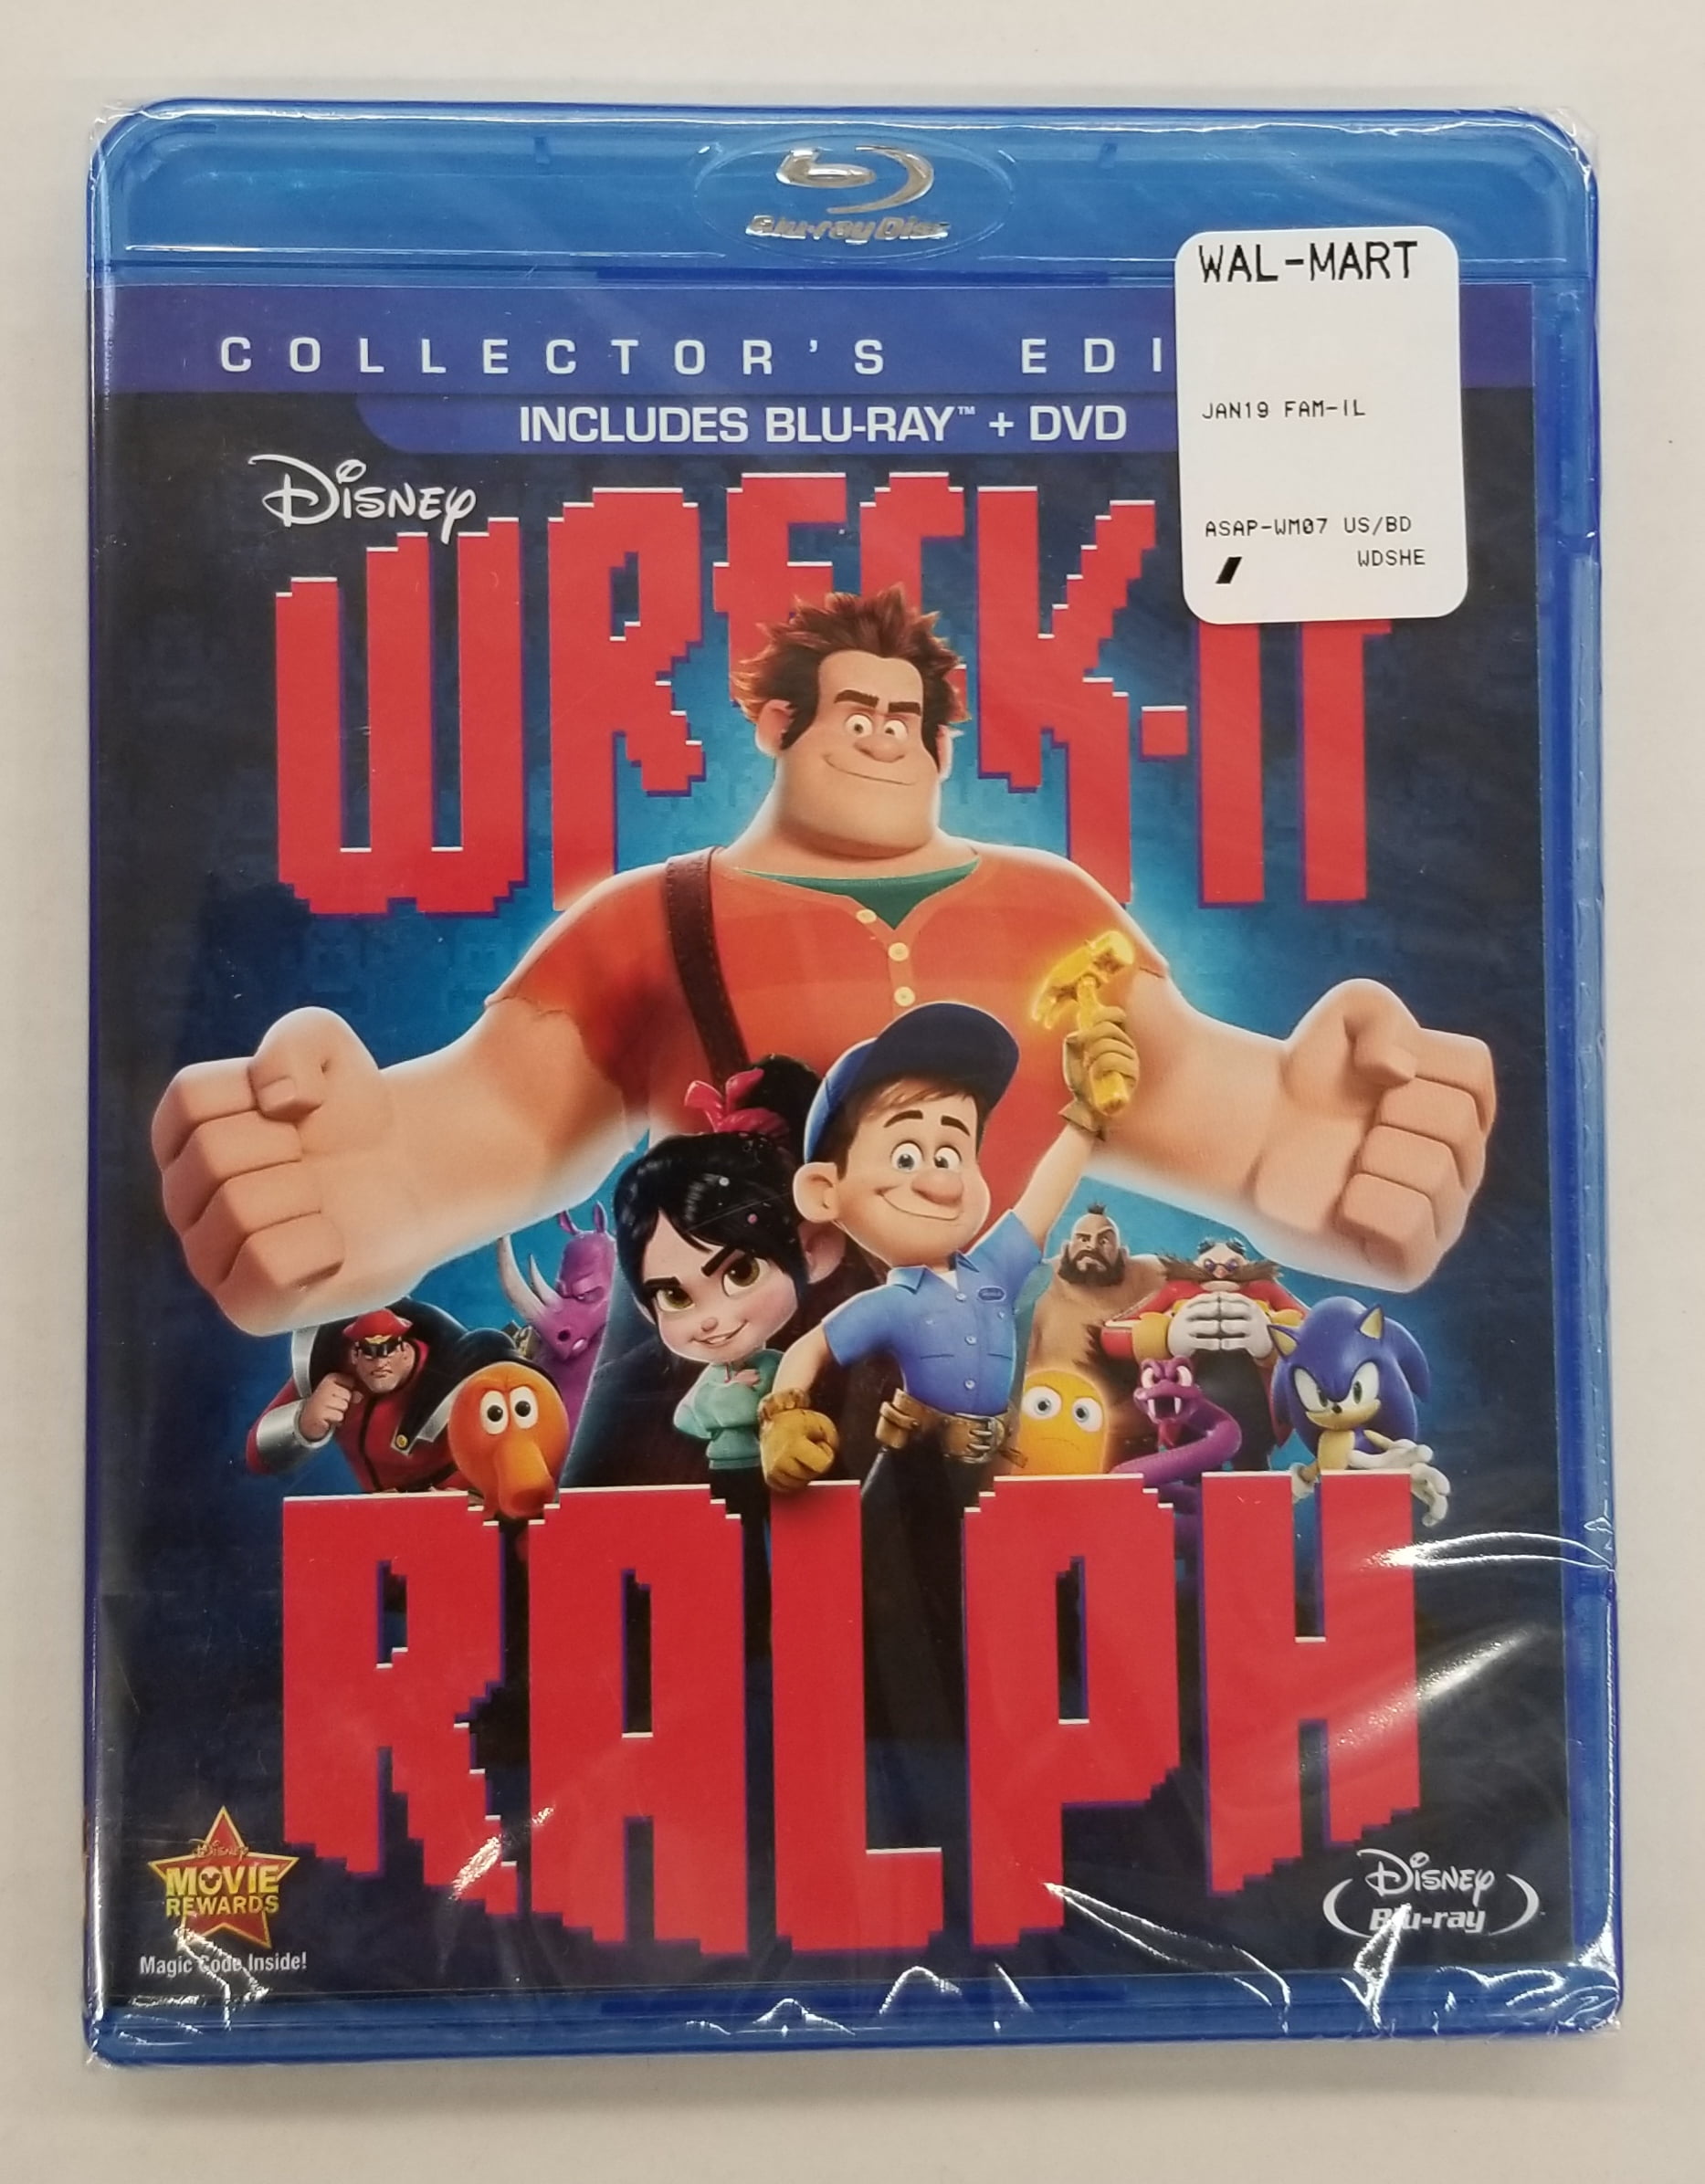 Blu-ray Disc
WAL-MART
JAN19 FAM-IL
ASAP-WM07 US/BD
WDSHE
COLLECTOR'S EDI
INCLUDES BLU-RAY™ + DVD
Disney
WRECK-IT
RALPH
Disney
MOVIE
REWARDS
Magic Code Inside!
Disney
Blu-ray